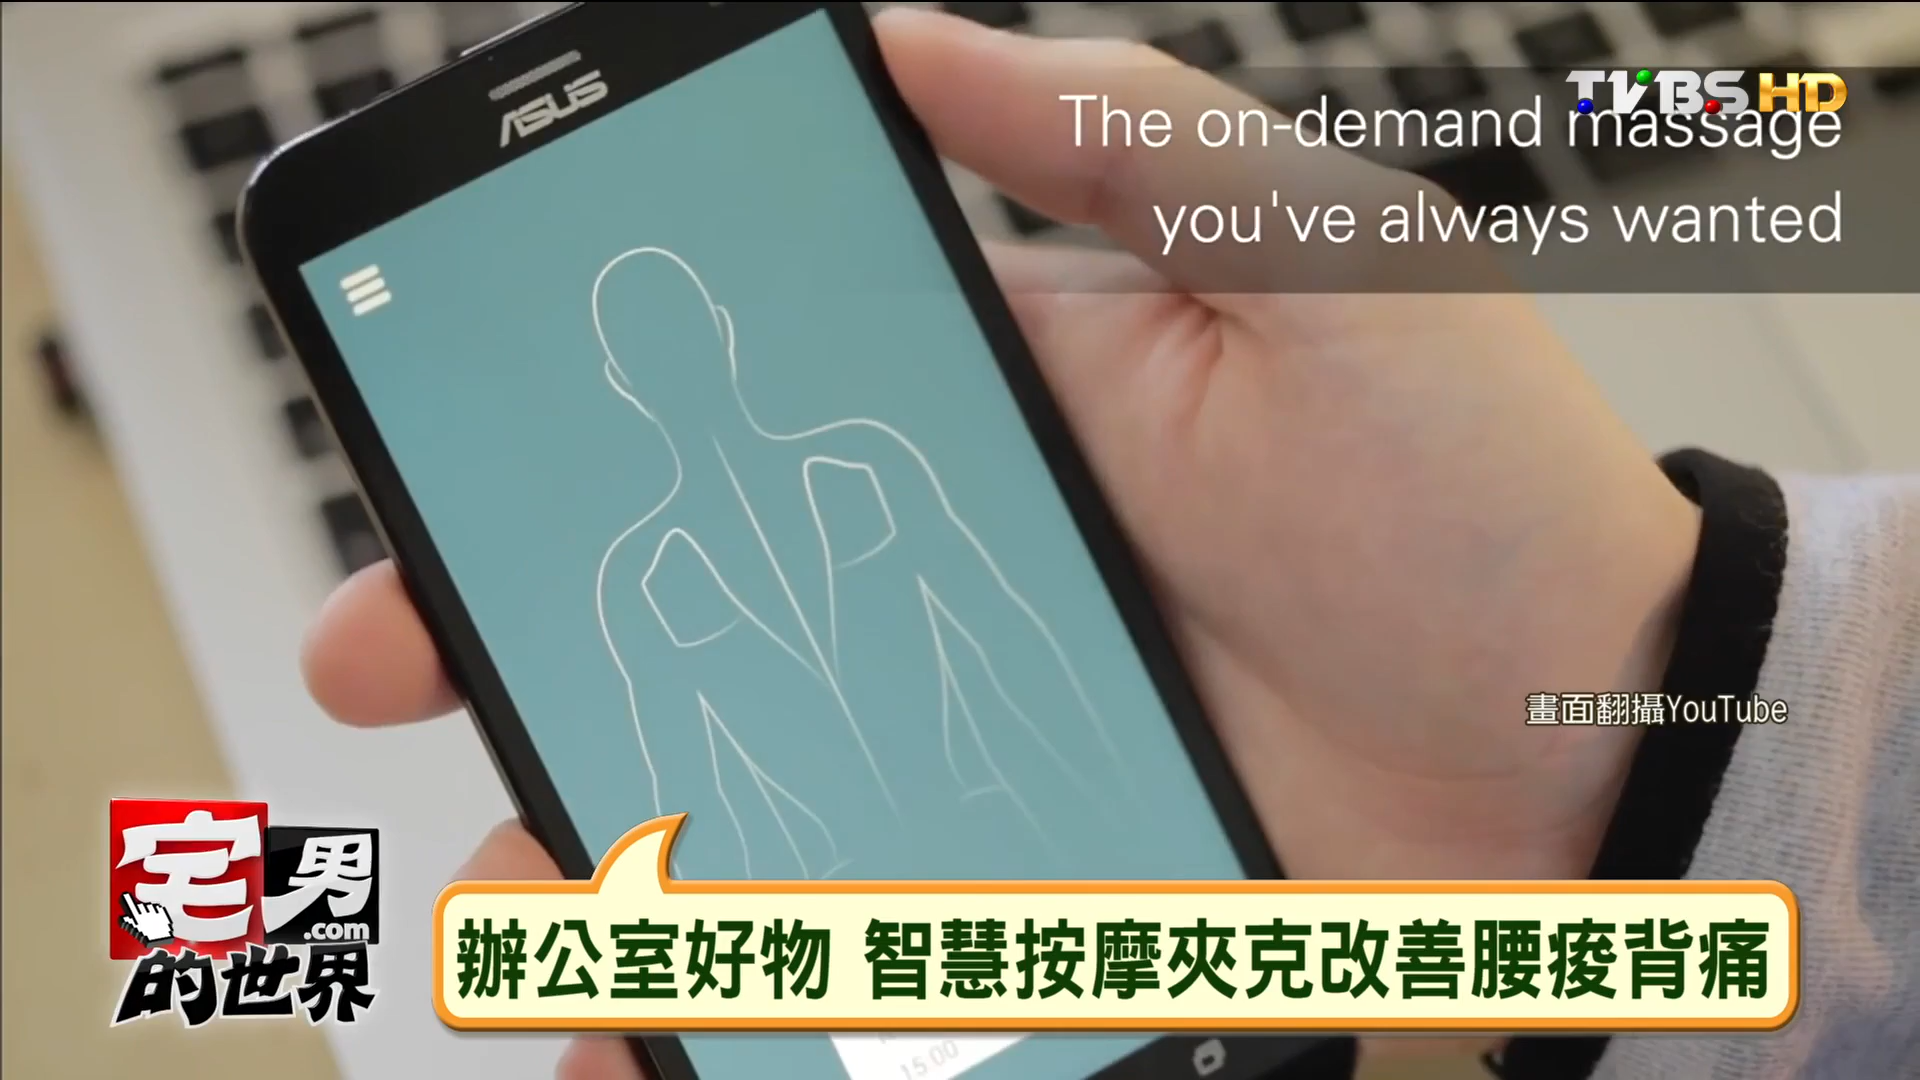 TVBS HD
The on-demand massage
you've always wanted
ASUS
畫面翻攝YouTube
宅男
.com
的世界
辦公室好物 智慧按摩夾克改善腰痠背痛
15:00